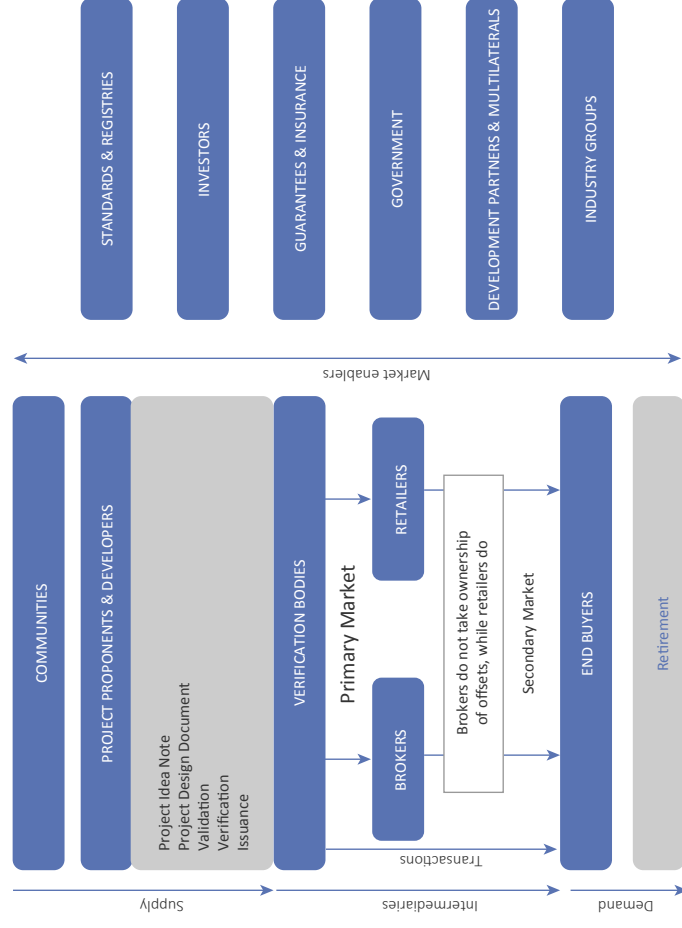 COMMUNITIES
PROJECT PROPONENTS & DEVELOPERS
Project Idea Note
Project Design Document
Validation
Verification
Issuance
VERIFICATION BODIES
Primary Market
BROKERS
RETAILERS
Brokers do not take ownership
of offsets, while retailers do
Secondary Market
Transactions
END BUYERS
Retirement
Supply
Intermediaries
Demand
Market enablers
STANDARDS & REGISTRIES
INVESTORS
GUARANTEES & INSURANCE
GOVERNMENT
DEVELOPMENT PARTNERS & MULTILATERALS
INDUSTRY GROUPS